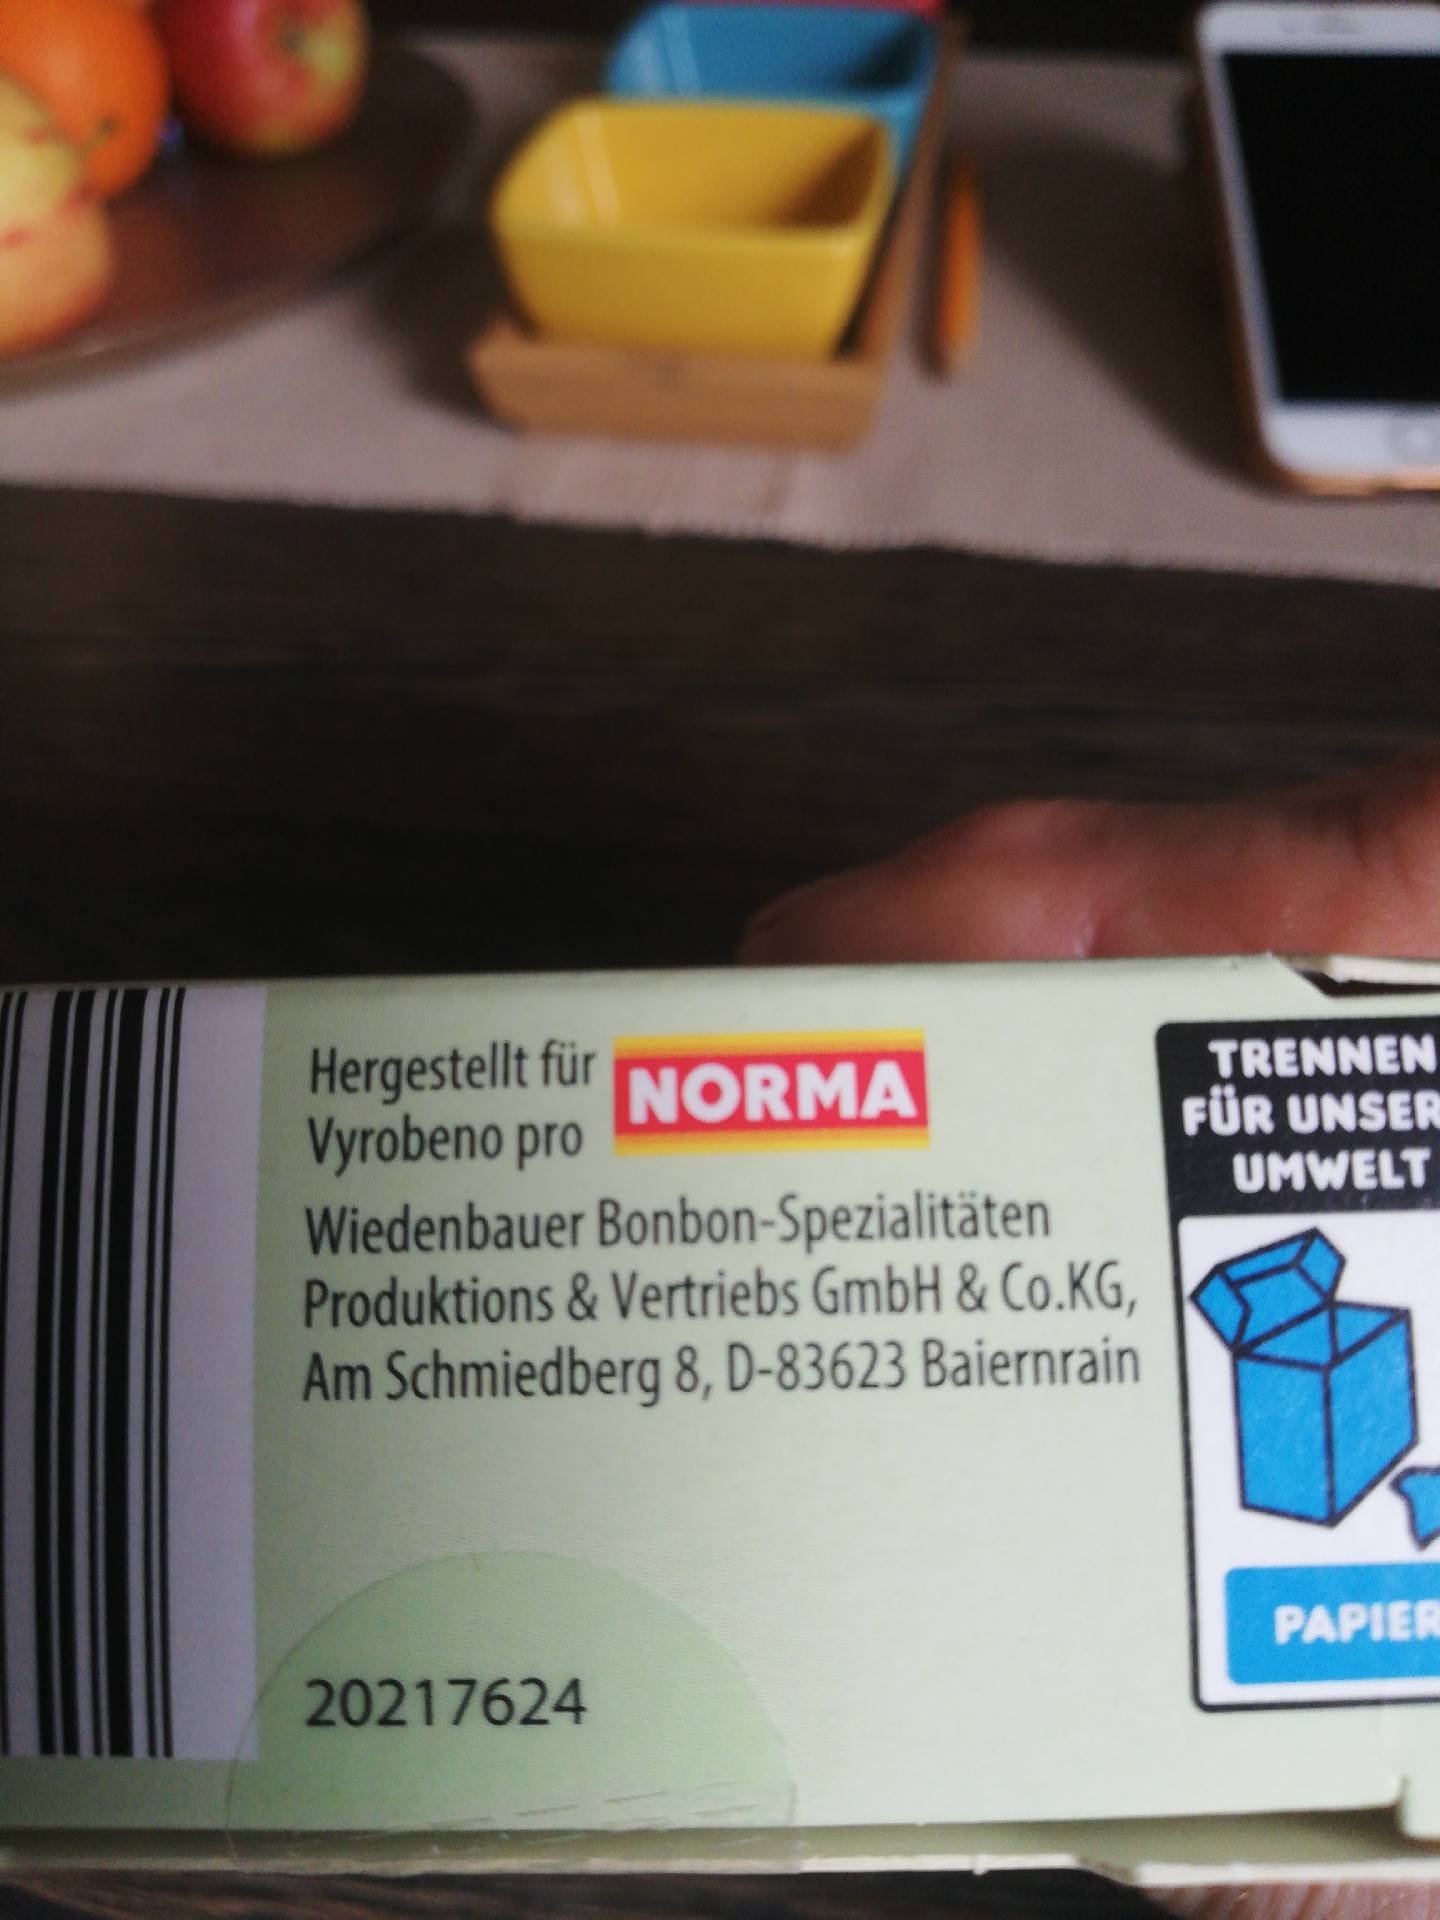 Hergestellt für
Vyrobeno pro
NORMA
Wiedenbauer Bonbon-Spezialitäten
Produktions & Vertriebs GmbH & Co.KG,
Am Schmiedberg 8, D-83623 Baiernrain
20217624
TRENNEN
FÜR UNSER
UMWELT
PAPIER